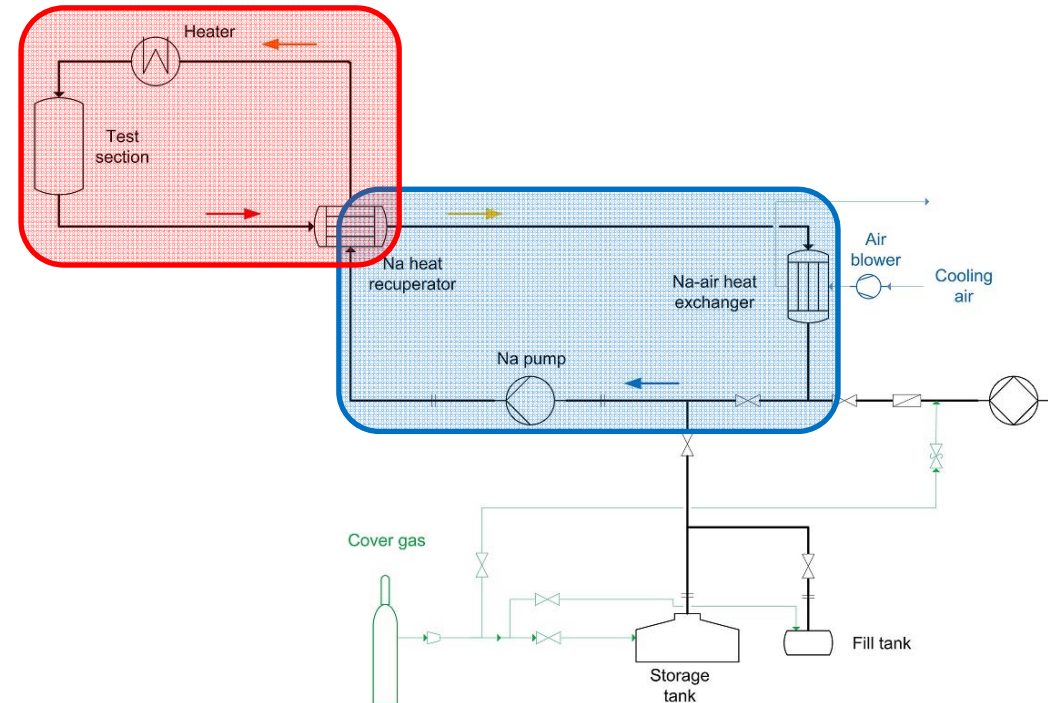 Heater
Test
section
Na heat
recuperator
Air
blower
Na-air heat
exchanger
Cooling
air
Na pump
Cover gas
Fill tank
Storage
tank